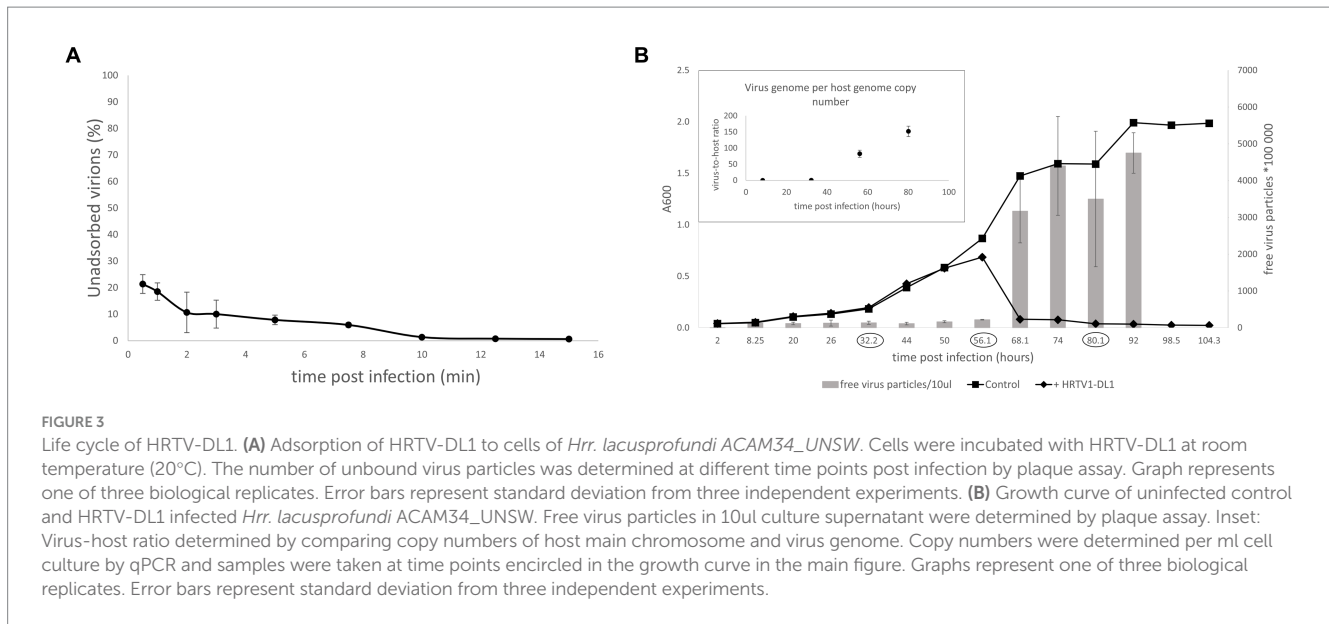 A
Unadsorbed virions (%)
100
90
80
70
60
50
40
30
20
10
0
0 2 4 6 8 10 12 14 16
time post infection (min)
B
A600
2.5
2.0
1.5
1.0
0.5
0.0
Virus genome per host genome copy
number
virus-to-host ratio
200
150
100
50
0
0 20 40 60 80 100
time post infection (hours)
7000
6000
5000
4000
3000
2000
1000
0
free virus particles *100 000
2 8.25 20 26 32.2 44 50 56.1 68.1 74 80.1 92 98.5 104.3
time post infection (hours)
free virus particles/10ul Control + HRTV1-DL1
FIGURE 3
Life cycle of HRTV-DL1. (A) Adsorption of HRTV-DL1 to cells of Hrr. lacusprofundi ACAM34_UNSW. Cells were incubated with HRTV-DL1 at room
temperature (20°C). The number of unbound virus particles was determined at different time points post infection by plaque assay. Graph represents
one of three biological replicates. Error bars represent standard deviation from three independent experiments. (B) Growth curve of uninfected control
and HRTV-DL1 infected Hrr. lacusprofundi ACAM34_UNSW. Free virus particles in 10ul culture supernatant were determined by plaque assay. Inset:
Virus-host ratio determined by comparing copy numbers of host main chromosome and virus genome. Copy numbers were determined per ml cell
culture by qPCR and samples were taken at time points encircled in the growth curve in the main figure. Graphs represent one of three biological
replicates. Error bars represent standard deviation from three independent experiments.